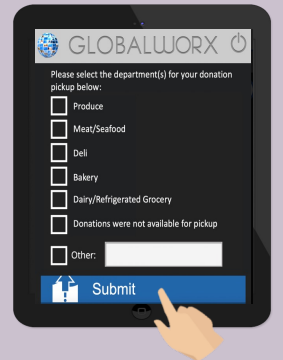 GLOBALWORX
Please select the department(s) for your donation
pickup below:
Produce
Meat/Seafood
Deli
Bakery
Dairy/Refrigerated Grocery
Donations were not available for pickup
Other:
Submit